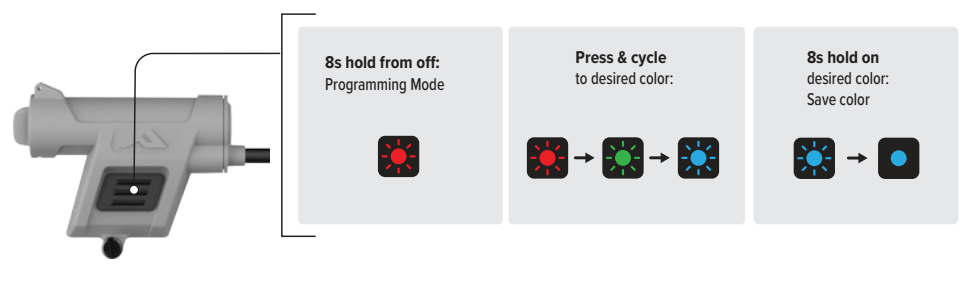 8s hold from off:
Programming Mode
Press & cycle
to desired color:
8s hold on
desired color:
Save color